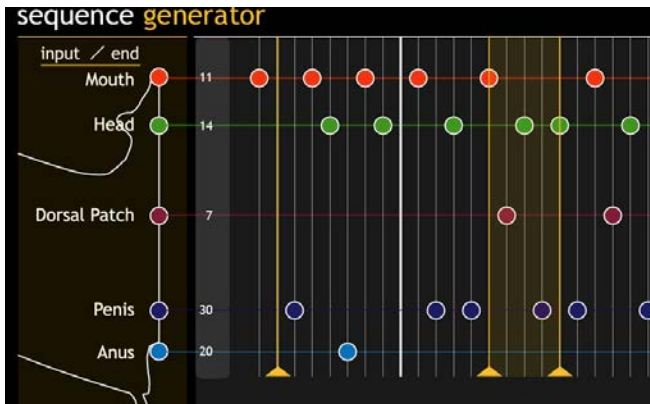 sequence generator
input / end
Mouth 11
Head 14
Dorsal Patch 7
Penis 30
Anus 20